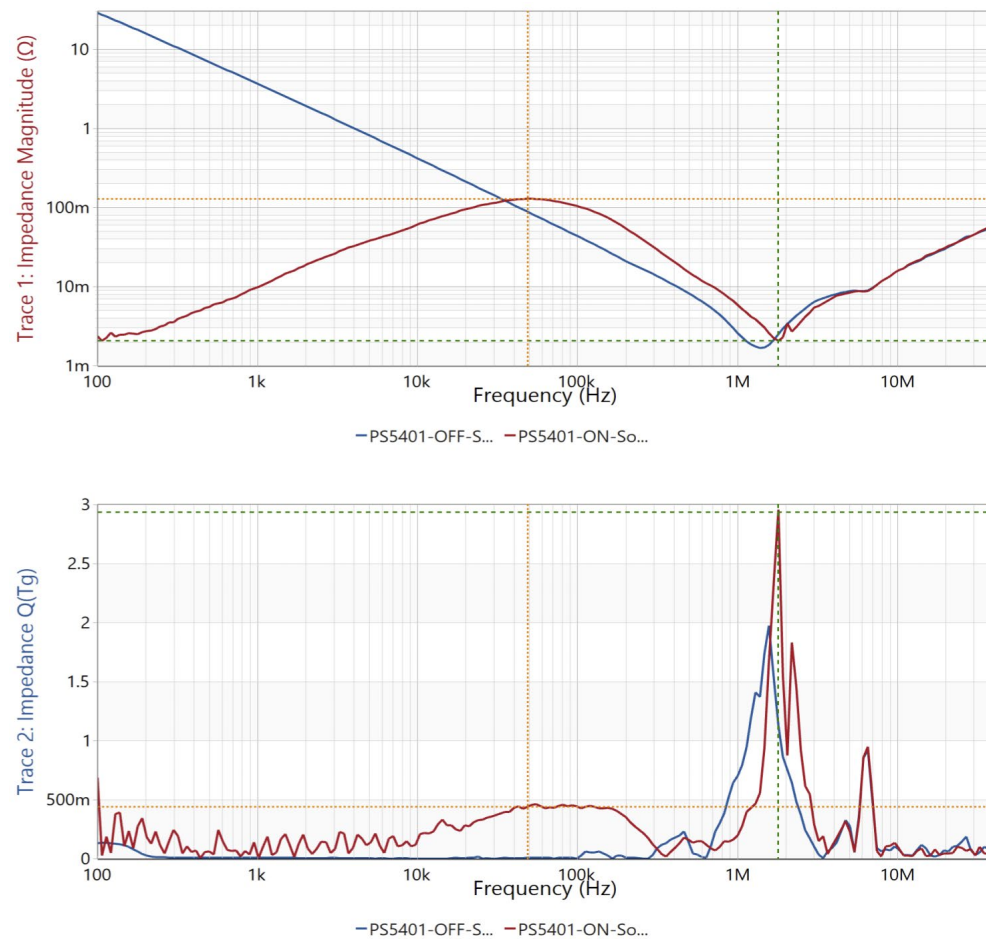 Trace 1: Impedance Magnitude (Ω)
10
1
100m
10m
1m
100 1k 10k 100k 1M 10M
Frequency (Hz)
PS5401-OFF-S... PS5401-ON-So...
Trace 2: Impedance Q(Tg)
3
2.5
2
1.5
1
500m
0
100 1k 10k 100k 1M 10M
Frequency (Hz)
PS5401-OFF-S... PS5401-ON-So...